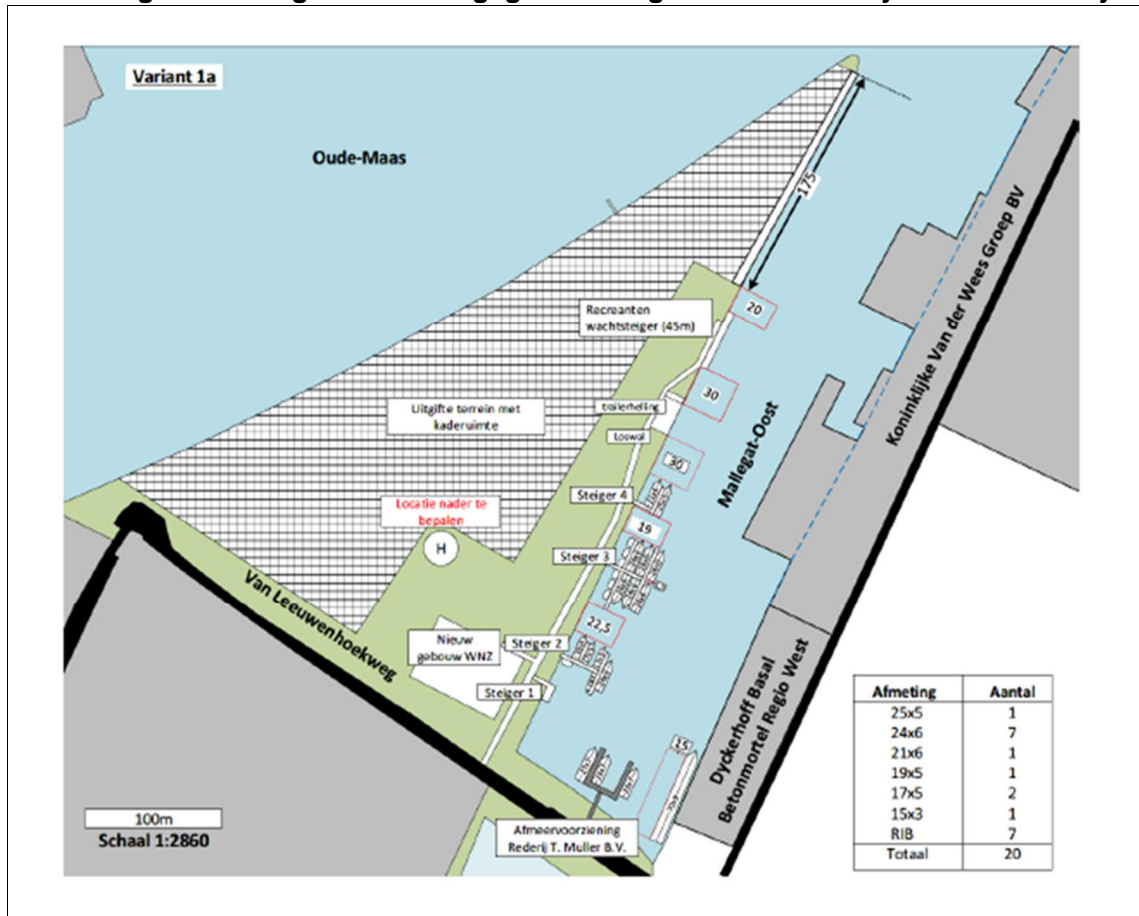 Variant 1a
Oude-Maas
175
Recreanten
wachtsteiger (45m)
20
30
trailerhelling
Uitgifte terrein met
kaderuimte
Loswal
30
Mallegat-Oost
Koninklijke Van der Wees Groep BV
Steiger 4
Locatie nader te
bepalen
19
H
Steiger 3
Van Leeuwenhoekweg
22,5
Nieuw
gebouw WNZ
Steiger 2
Steiger 1
15
Dyckerhoff Basal
Betonmortel Regio West
100m
Schaal 1:2860
Afmeervoorziening
Rederij T. Muller B.V.
Afmeting Aantal
25x5 1
24x6 7
21x6 1
19x5 1
17x5 2
15x3 1
RIB 7
Totaal 20